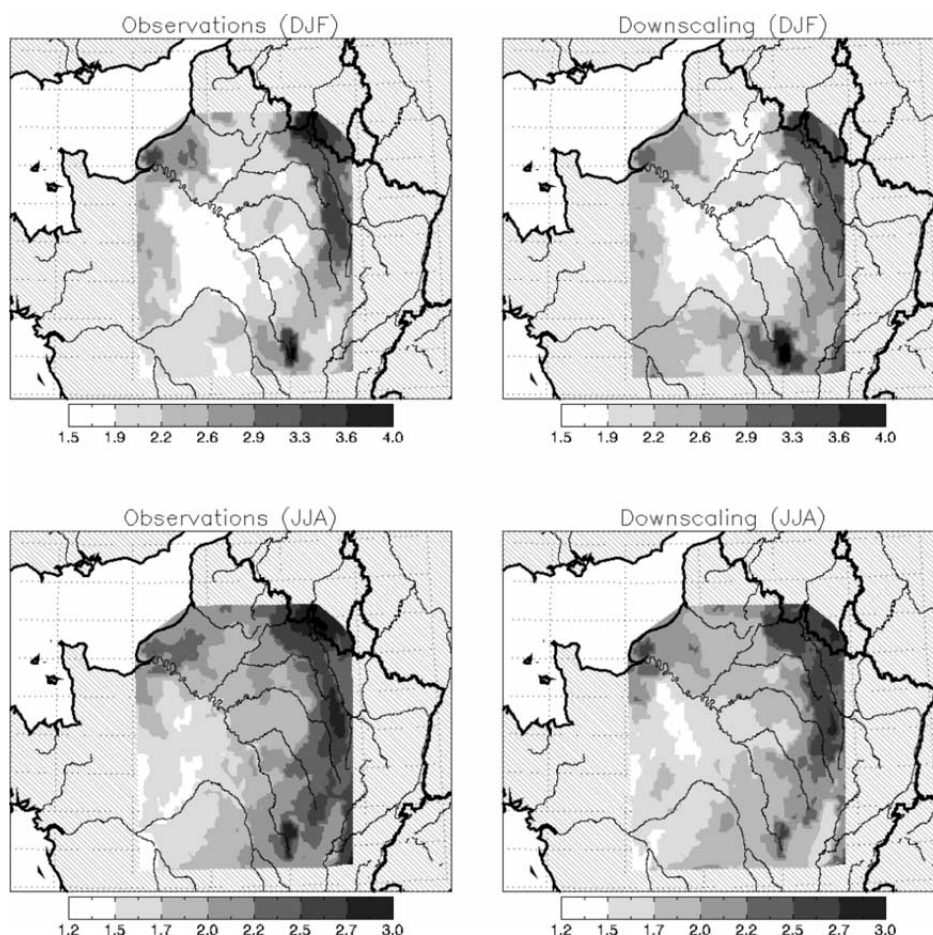 Observations (DJF)
Downscaling (DJF)
1.5 1.9 2.2 2.6 2.9 3.3 3.6 4.0
1.5 1.9 2.2 2.6 2.9 3.3 3.6 4.0
Observations (JJA)
Downscaling (JJA)
1.2 1.5 1.7 2.0 2.2 2.5 2.7 3.0
1.2 1.5 1.7 2.0 2.2 2.5 2.7 3.0